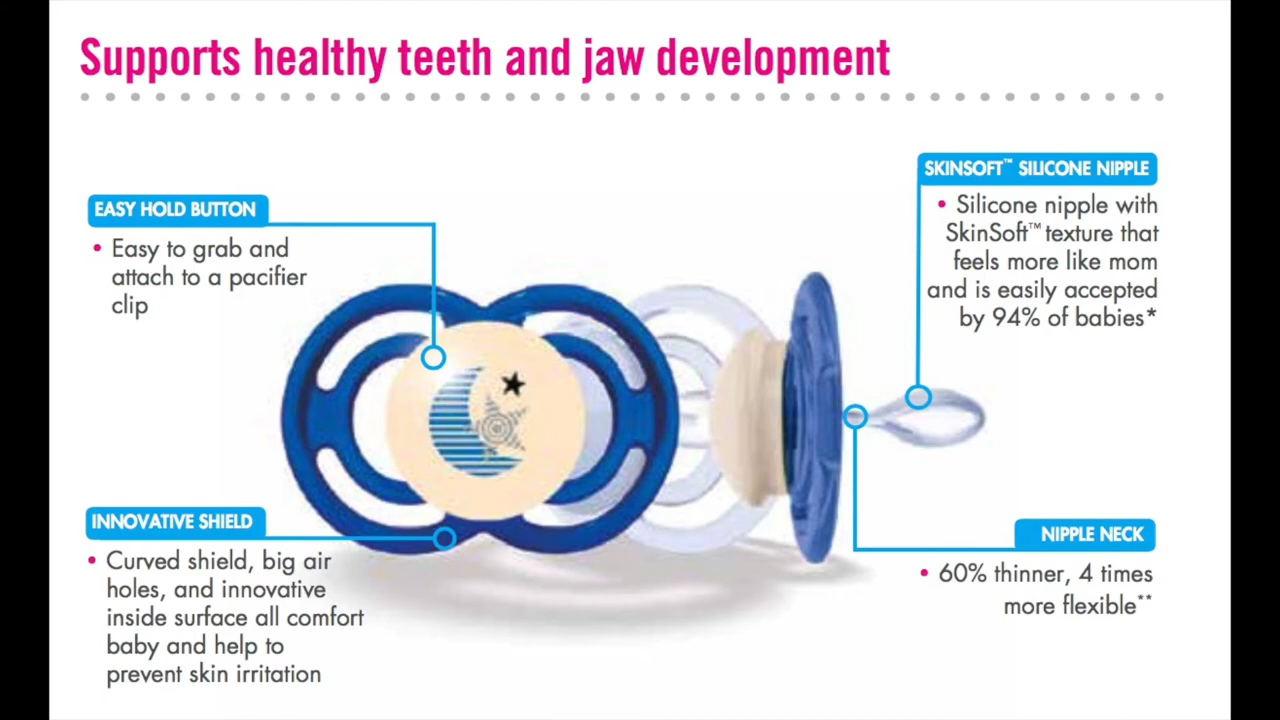 Supports healthy teeth and jaw development
EASY HOLD BUTTON
• Easy to grab and
attach to a pacifier
clip
SKINSOFT™ SILICONE NIPPLE
• Silicone nipple with
SkinSoft™ texture that
feels more like mom
and is easily accepted
by 94% of babies*
INNOVATIVE SHIELD
• Curved shield, big air
holes, and innovative
inside surface all comfort
baby and help to
prevent skin irritation
NIPPLE NECK
• 60% thinner, 4 times
more flexible**